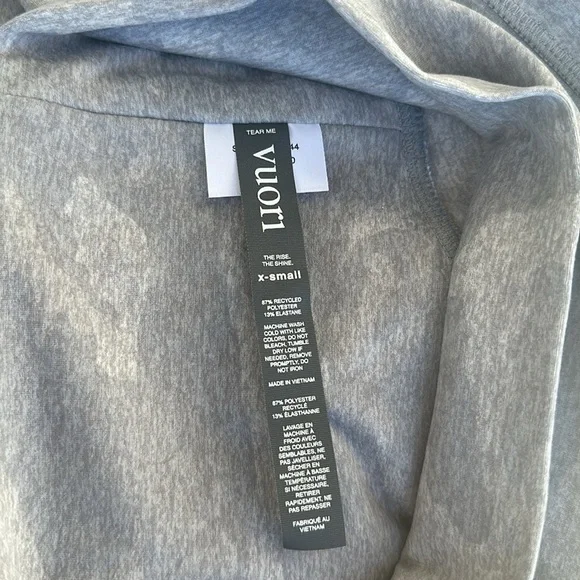 TEAR ME
vuori
THE RISE.
THE SHINE.
x-small
87% RECYCLED
POLYESTER
13% ELASTANE
MACHINE WASH
COLD WITH LIKE
COLORS, DO NOT
BLEACH, TUMBLE
DRY LOW IF
NEEDED, REMOVE
PROMPTLY, DO
NOT IRON
MADE IN VIETNAM
87% POLYESTER
RECYCLÉ
13% ÉLASTHANNE
LAVAGE EN
MACHINE À
FROID AVEC
DES COULEURS
SEMBLABLES, NE
PAS JAVELLISER,
SÉCHER EN
MACHINE À BASSE
TEMPÉRATURE
SI NÉCESSAIRE,
RETIRER
RAPIDEMENT, NE
PAS REPASSER
FABRIQUÉ AU
VIETNAM